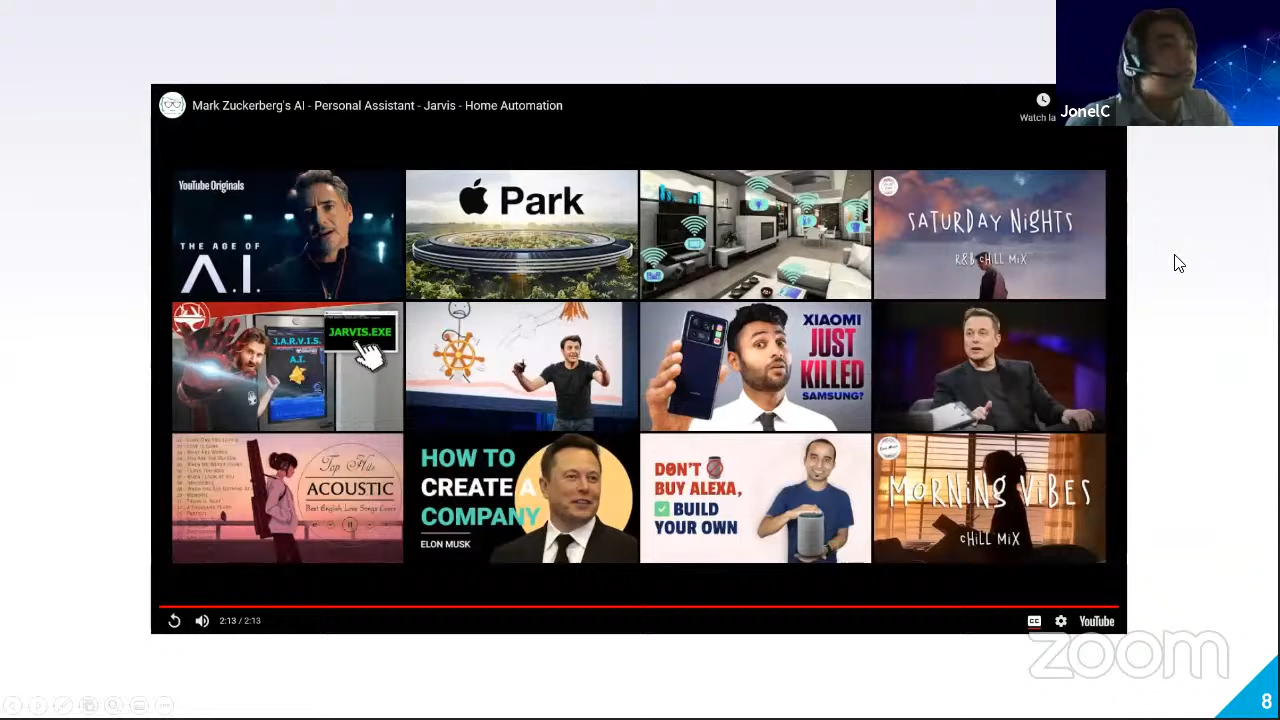 Mark Zuckerberg's AI - Personal Assistant - Jarvis - Home Automation
Watch la
JonelC
YouTube Originals
THE AGE OF
A.I.
Park
SATURDAY NIGHTS
R&B CHILL MIX
J.A.R.V.I.S.
A.I.
JARVIS.EXE
XIAOMI
JUST
KILLED
SAMSUNG?
Top Hits
ACOUSTIC
Best English Love Songs Cover
HOW TO
CREATE A
COMPANY
ELON MUSK
DON'T
BUY ALEXA,
BUILD
YOUR OWN
MORNING VIBES
CHILL MIX
2:13 / 2:13
CC
YouTube
zoom
8